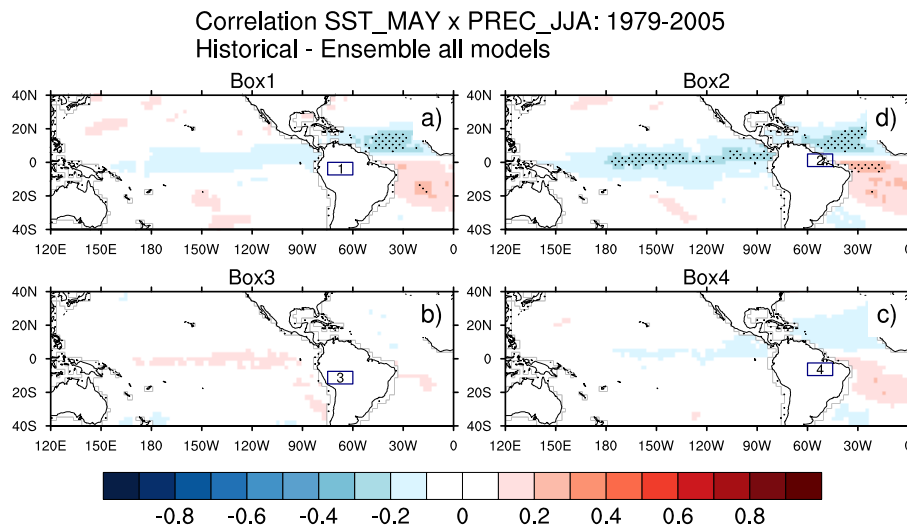 Correlation SST_MAY x PREC_JJA: 1979-2005
Historical - Ensemble all models
Box1
Box2
40N
20N
0
20S
40S
a)
1
120E 150E 180 150W 120W 90W 60W 30W 0
40N
20N
0
20S
40S
d)
2
120E 150E 180 150W 120W 90W 60W 30W 0
Box3
Box4
40N
20N
0
20S
40S
b)
3
120E 150E 180 150W 120W 90W 60W 30W 0
40N
20N
0
20S
40S
c)
4
120E 150E 180 150W 120W 90W 60W 30W 0
-0.8 -0.6 -0.4 -0.2 0 0.2 0.4 0.6 0.8